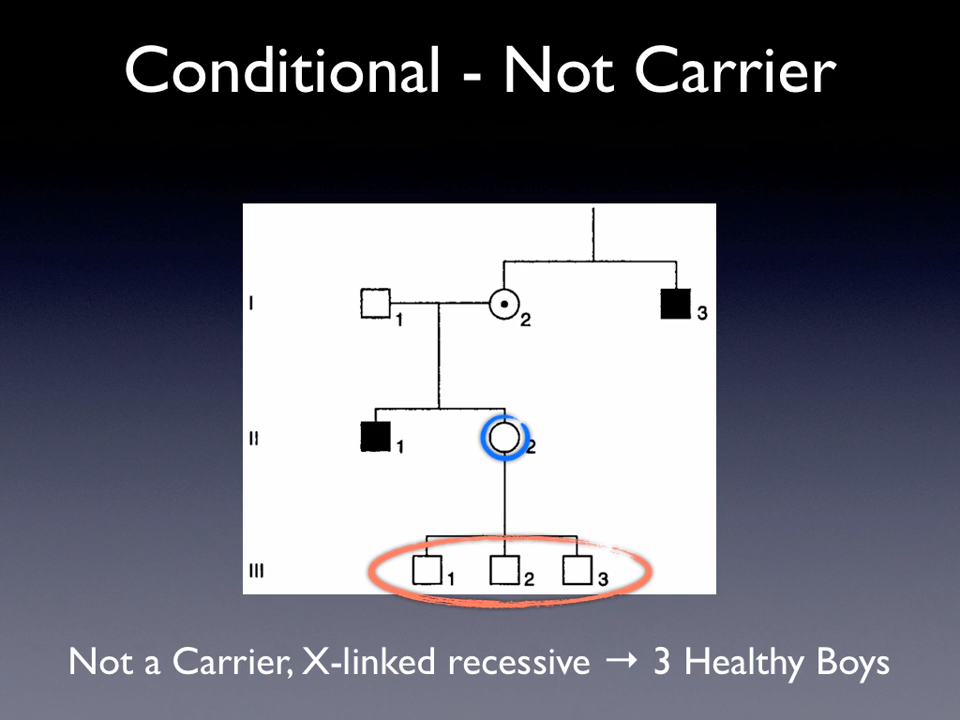 Conditional - Not Carrier
I
1
2
3
II
1
2
III
1
2
3
Not a Carrier, X-linked recessive → 3 Healthy Boys